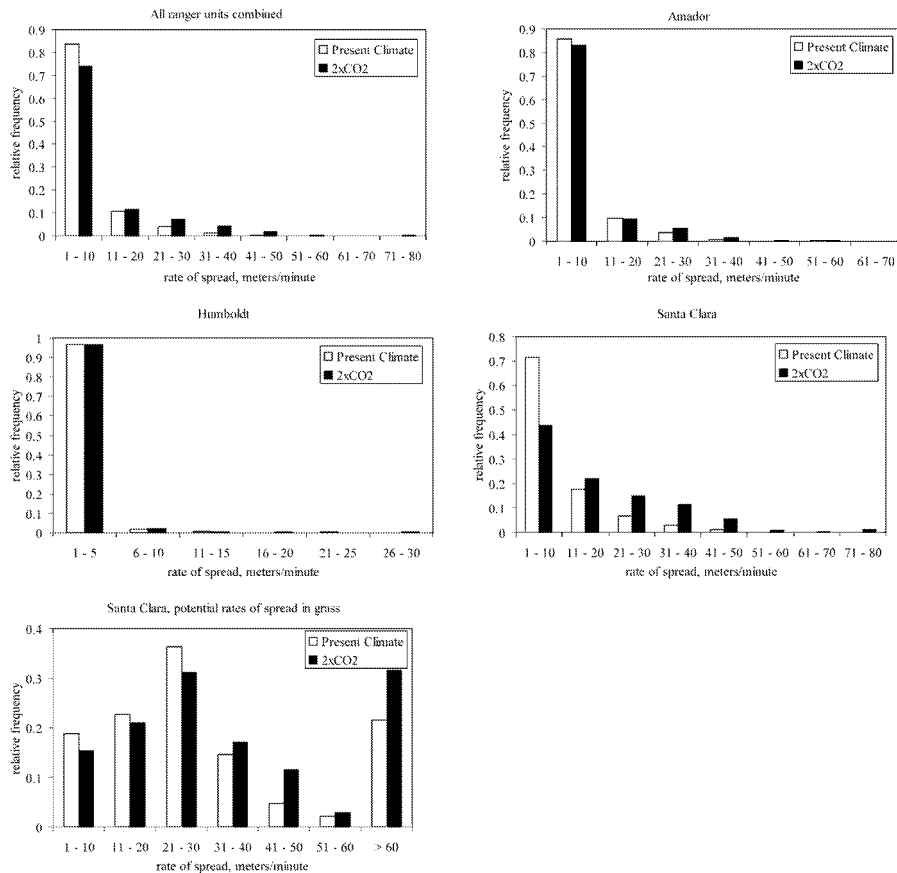 All ranger units combined
0.9
0.8
0.7
0.6
0.5
0.4
0.3
0.2
0.1
0
relative frequency
Present Climate
2xCO2
1 - 10 11 - 20 21 - 30 31 - 40 41 - 50 51 - 60 61 - 70 71 - 80
rate of spread, meters/minute
Amador
0.9
0.8
0.7
0.6
0.5
0.4
0.3
0.2
0.1
0
relative frequency
Present Climate
2xCO2
1 - 10 11 - 20 21 - 30 31 - 40 41 - 50 51 - 60 61 - 70
rate of spread, meters/minute
Humboldt
1
0.9
0.8
0.7
0.6
0.5
0.4
0.3
0.2
0.1
0
relative frequency
Present Climate
2xCO2
1 - 5 6 - 10 11 - 15 16 - 20 21 - 25 26 - 30
rate of spread, meters/minute
Santa Clara
0.8
0.7
0.6
0.5
0.4
0.3
0.2
0.1
0
relative frequency
Present Climate
2xCO2
1 - 10 11 - 20 21 - 30 31 - 40 41 - 50 51 - 60 61 - 70 71 - 80
rate of spread, meters/minute
Santa Clara, potential rates of spread in grass
0.4
0.3
0.2
0.1
0
relative frequency
Present Climate
2xCO2
1 - 10 11 - 20 21 - 30 31 - 40 41 - 50 51 - 60 > 60
rate of spread, meters/minute